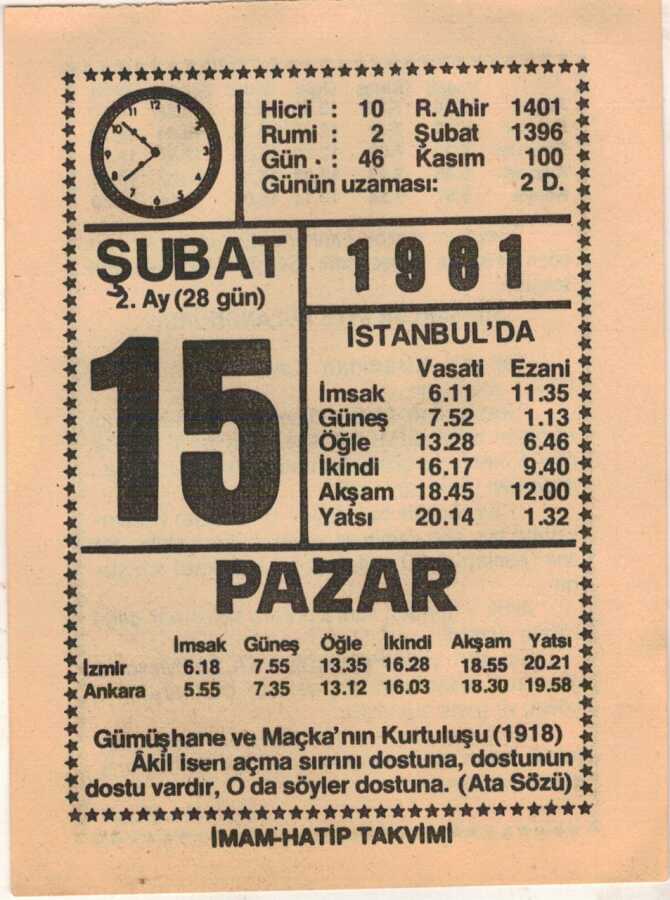 Hicri : 10 R. Ahir 1401
Rumi : 2 Şubat 1396
Gün . : 46 Kasım 100
Günün uzaması: 2 D.
ŞUBAT
2. Ay (28 gün)
15
1981
İSTANBUL'DA
Vasati Ezani
İmsak 6.11 11.35
Güneş 7.52 1.13
Öğle 13.28 6.46
İkindi 16.17 9.40
Akşam 18.45 12.00
Yatsı 20.14 1.32
PAZAR
İmsak Güneş Öğle İkindi Akşam Yatsı
İzmir 6.18 7.55 13.35 16.28 18.55 20.21
Ankara 5.55 7.35 13.12 16.03 18.30 19.58
Gümüşhane ve Maçka'nın Kurtuluşu (1918)
Âkil isen açma sırrını dostuna, dostunun
dostu vardır, O da söyler dostuna. (Ata Sözü)
İMAM-HATİP TAKVİMİ